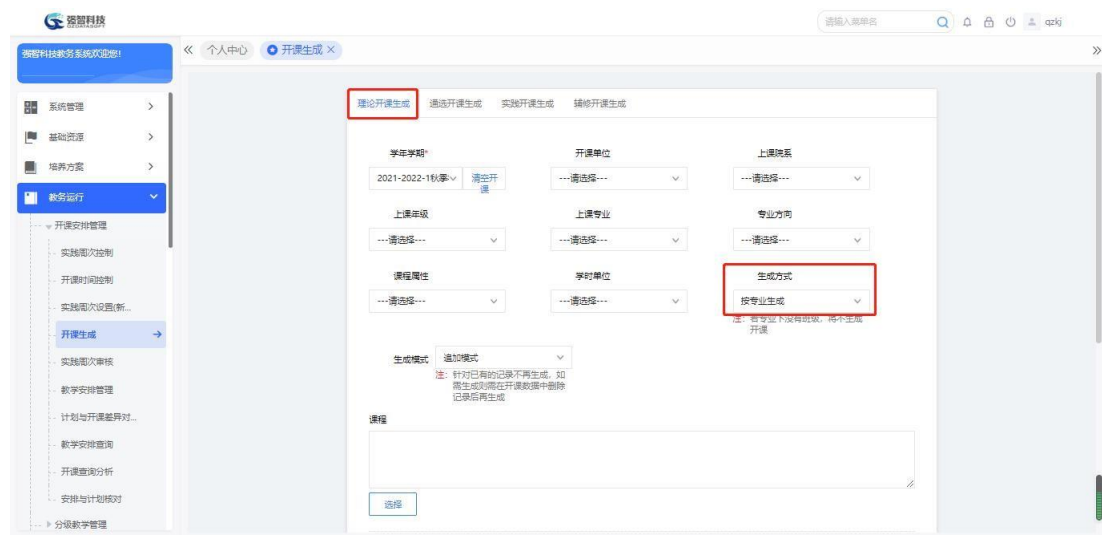 强智科技
QZDATASOFT
请输入菜单名
qzkj
强智科技教务系统欢迎您!
个人中心
开课生成 ×
系统管理
基础资源
培养方案
教务运行
开课安排管理
实践周次控制
开课时间控制
实践周次设置(新...
开课生成
实践周次审核
教学安排管理
计划与开课差异对...
教学安排查询
开课查询分析
安排与计划核对
分级教学管理
理论开课生成 通选开课生成 实践开课生成 辅修开课生成
学年学期* 开课单位 上课院系
2021-2022-1秋季 清空开课 ---请选择--- ---请选择---
上课年级 上课专业 专业方向
---请选择--- ---请选择--- ---请选择---
课程属性 学时单位 生成方式
---请选择--- ---请选择--- 按专业生成
注: 若专业下没有班级, 将不生成
开课
生成模式 追加模式
注: 针对已有的记录不再生成, 如
需生成则需在开课数据中删除
记录后再生成
课程
选择